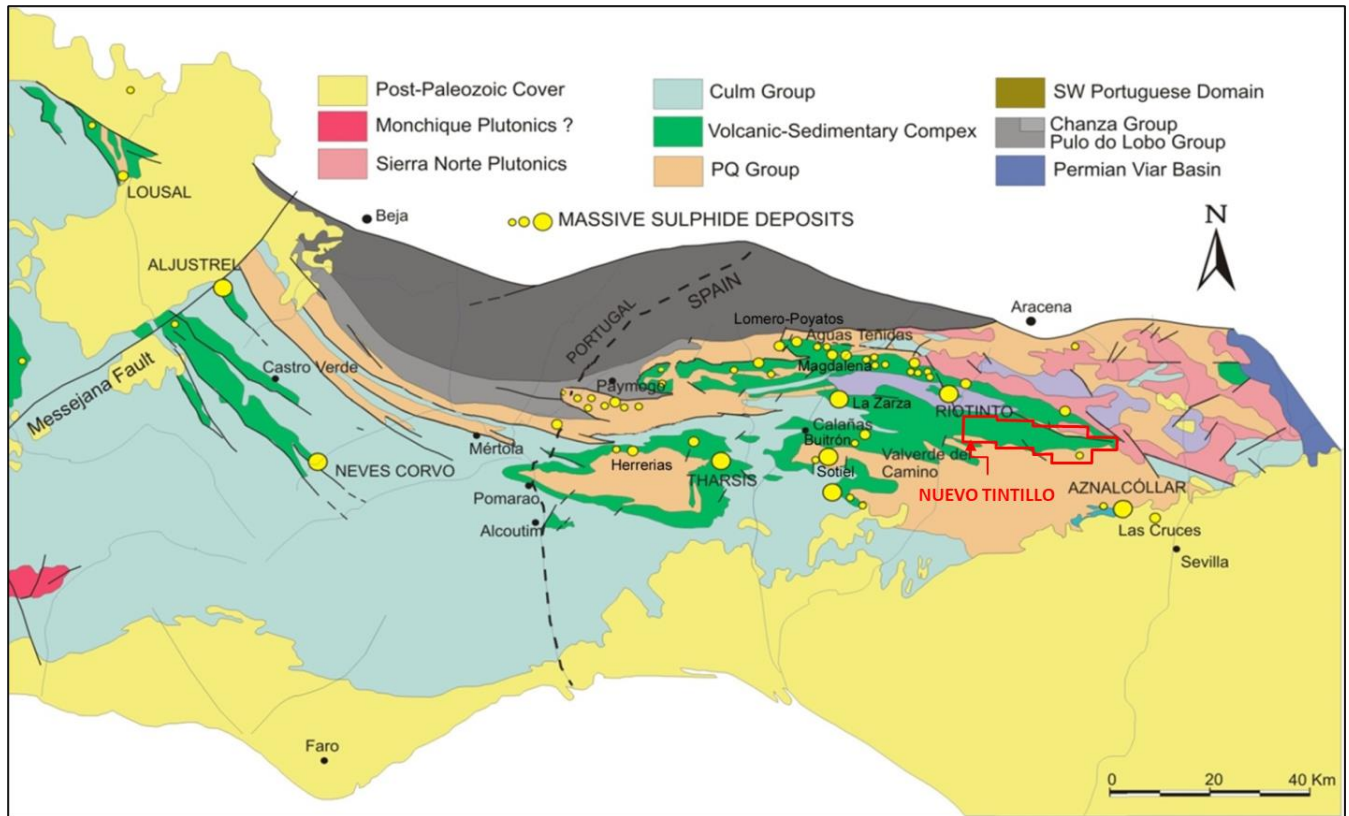 Post-Paleozoic Cover
Monchique Plutonics ?
Sierra Norte Plutonics
Culm Group
Volcanic-Sedimentary Compex
PQ Group
SW Portuguese Domain
Chanza Group
Pulo do Lobo Group
Permian Viar Basin
MASSIVE SULPHIDE DEPOSITS
N
LOUSAL
Beja
ALJUSTREL
PORTUGAL
SPAIN
Lomero-Poyatos
Aguas Teñidas
Magdalena
Aracena
Messejana Fault
Castro Verde
Paymogo
La Zarza
RIOTINTO
Mértola
Calañas
Buitrón
NEVES CORVO
Herrerias
THARSIS
Sotiel
Valverde del
Camino
NUEVO TINTILLO
Pomarao
Alcoutim
AZNALCÓLLAR
Las Cruces
Sevilla
Faro
0 20 40 Km